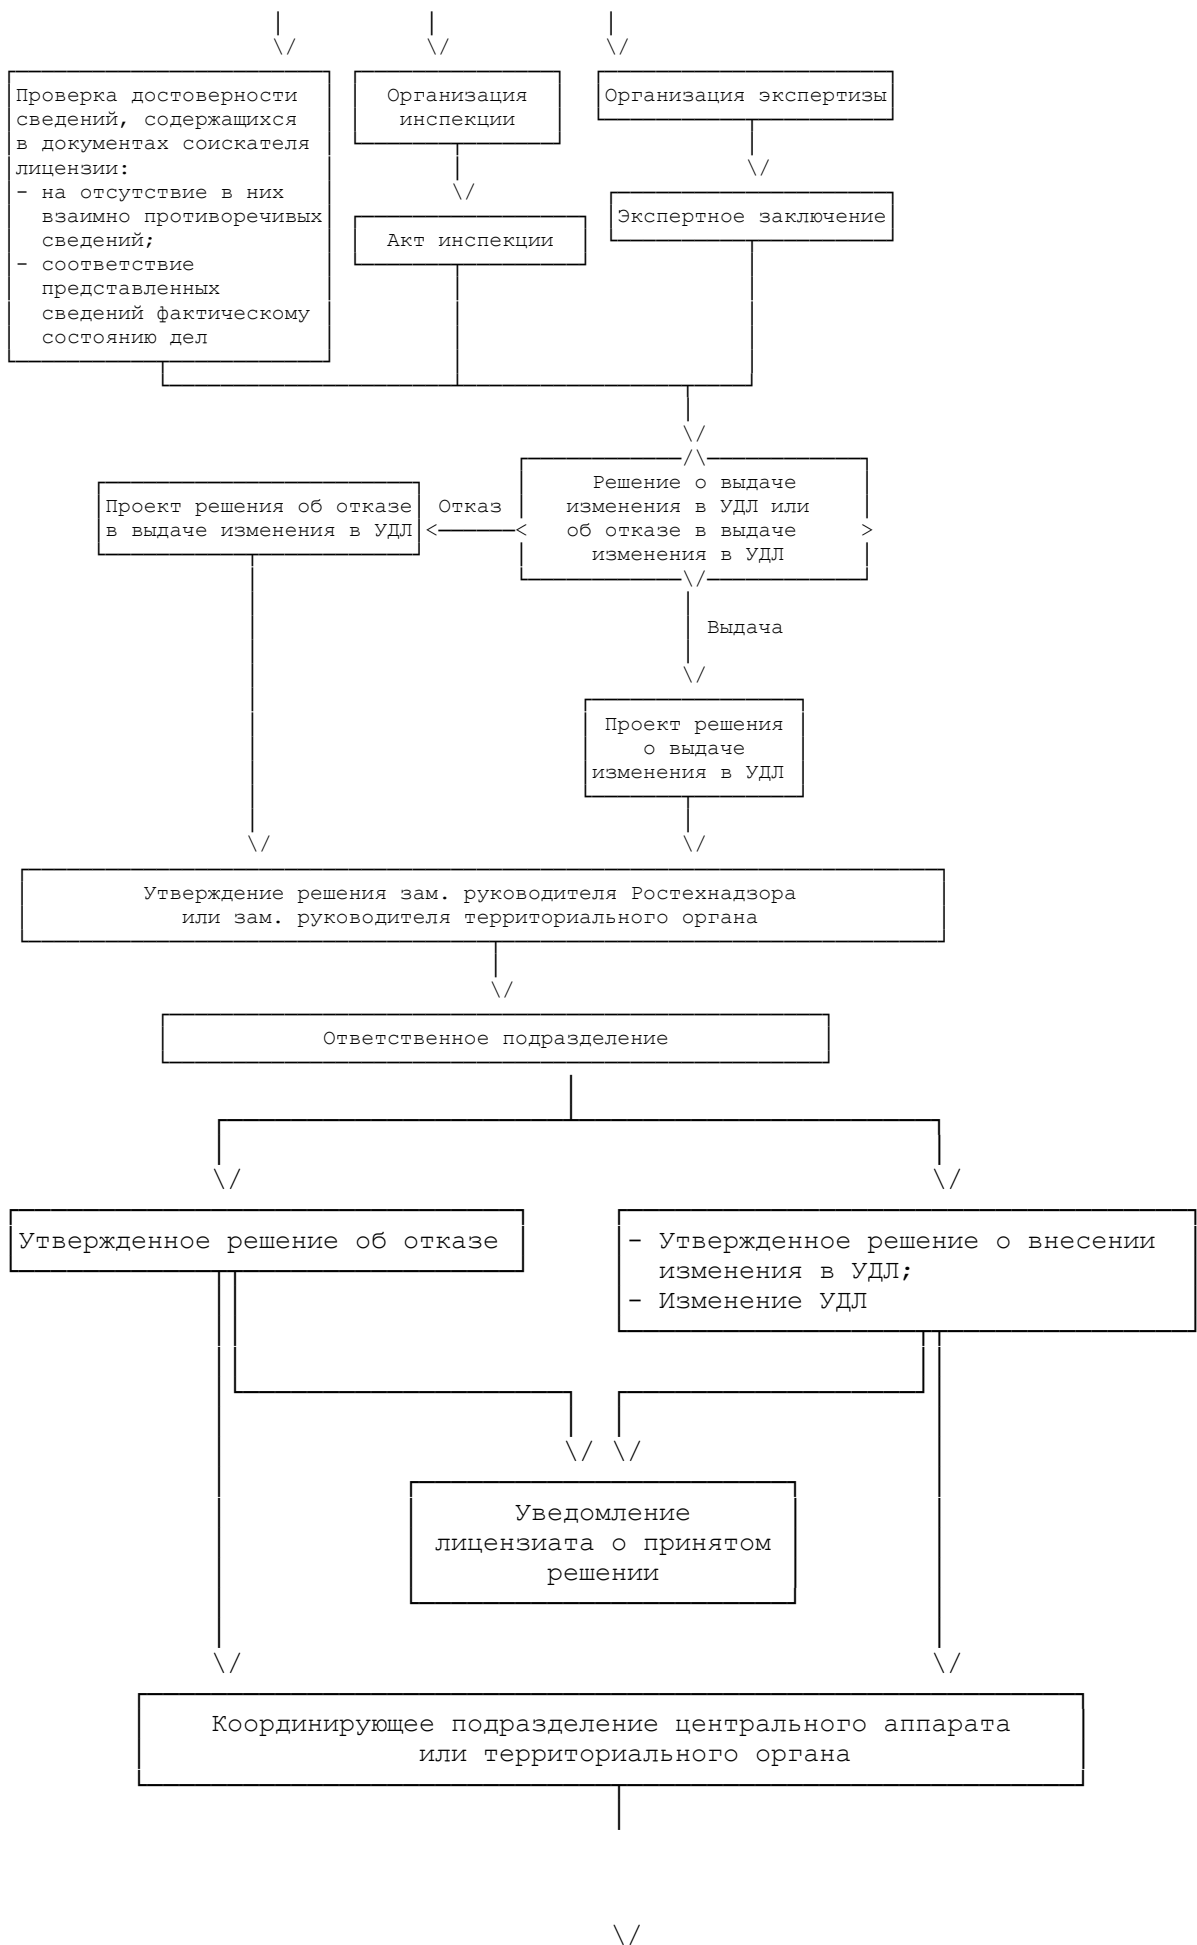 Проверка достоверности
сведений, содержащихся
в документах соискателя
лицензии:
- на отсутствие в них
взаимно противоречивых
сведений;
- соответствие
представленных
сведений фактическому
состоянию дел
Организация
инспекции
Организация экспертизы
Акт инспекции
Экспертное заключение
Решение о выдаче
изменения в УДЛ или
об отказе в выдаче
изменения в УДЛ
Отказ
Проект решения об отказе
в выдаче изменения в УДЛ
Выдача
Проект решения
о выдаче
изменения в УДЛ
Утверждение решения зам. руководителя Ростехнадзора
или зам. руководителя территориального органа
Ответственное подразделение
Утвержденное решение об отказе
- Утвержденное решение о внесении
изменения в УДЛ;
- Изменение УДЛ
Уведомление
лицензиата о принятом
решении
Координирующее подразделение центрального аппарата
или территориального органа